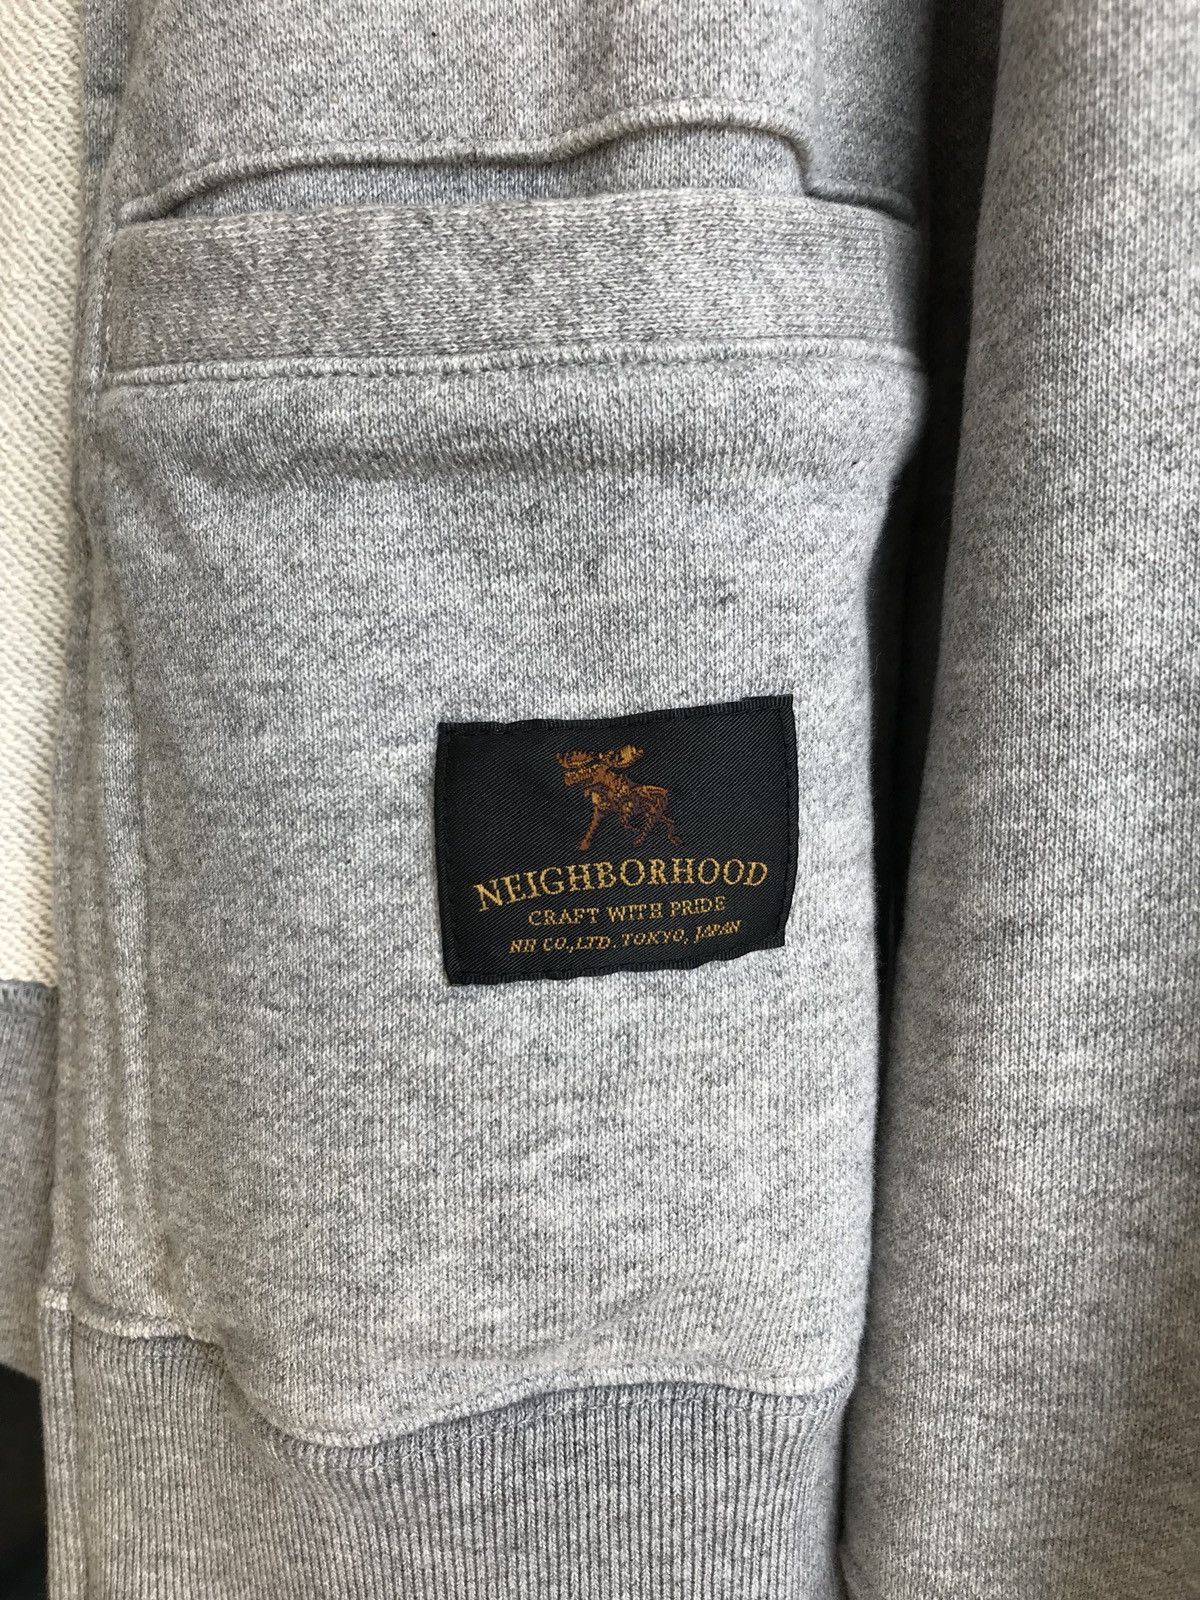 NEIGHBORHOOD
CRAFT WITH PRIDE
NH CO.,LTD. TOKYO, JAPAN